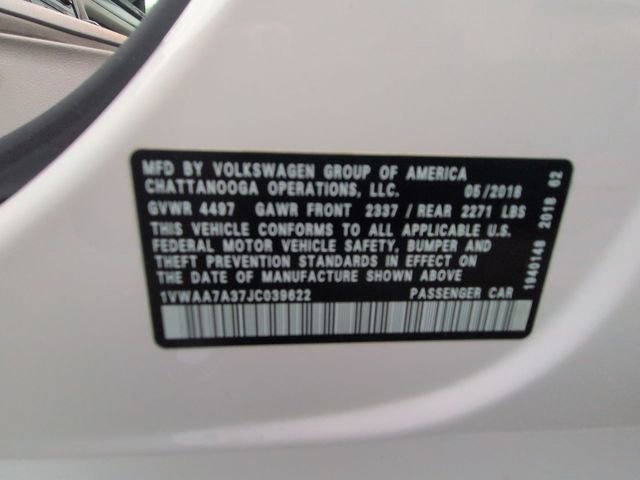 MFD BY VOLKSWAGEN GROUP OF AMERICA
CHATTANOOGA OPERATIONS, LLC. 05/2018
GVWR 4497 GAWR FRONT 2337 / REAR 2271 LBS
THIS VEHICLE CONFORMS TO ALL APPLICABLE U.S.
FEDERAL MOTOR VEHICLE SAFETY, BUMPER AND
THEFT PREVENTION STANDARDS IN EFFECT ON
THE DATE OF MANUFACTURE SHOWN ABOVE
1VWAA7A37JC039622 PASSENGER CAR
1940148 2018 02